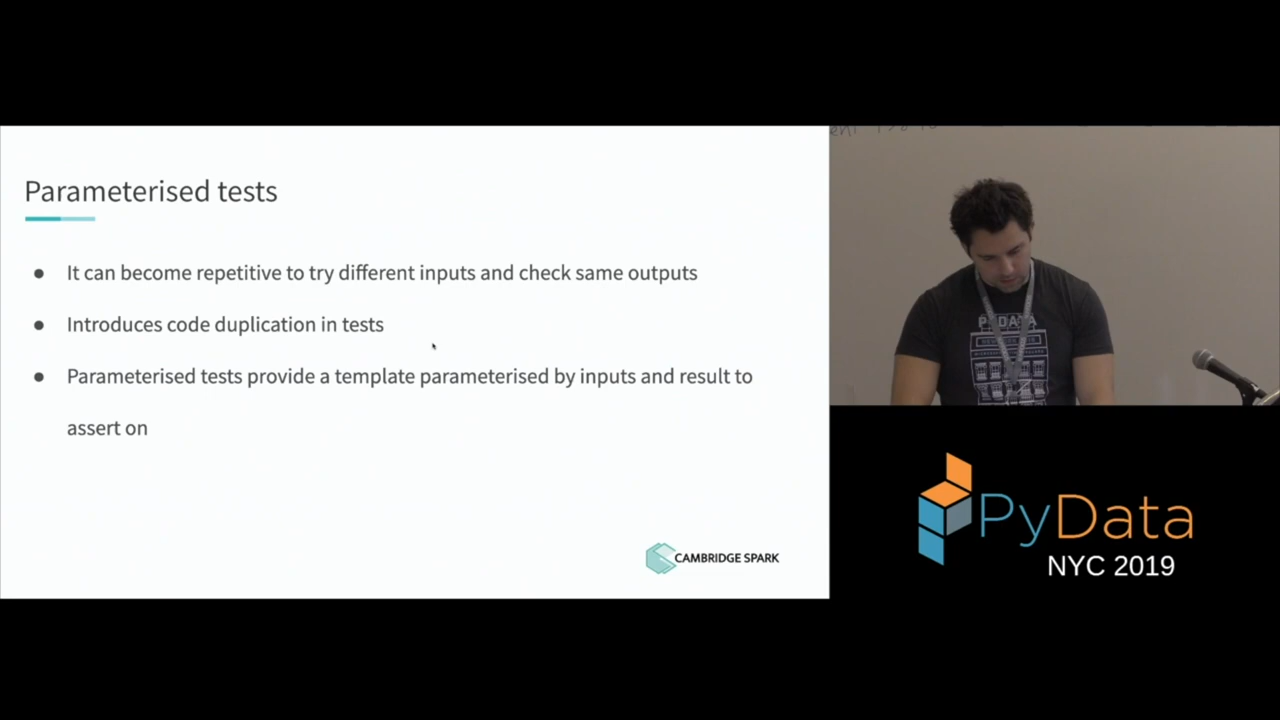 Parameterised tests
● It can become repetitive to try different inputs and check same outputs
● Introduces code duplication in tests
● Parameterised tests provide a template parameterised by inputs and result to
assert on
CAMBRIDGE SPARK
PYDATA
PyData
NYC 2019